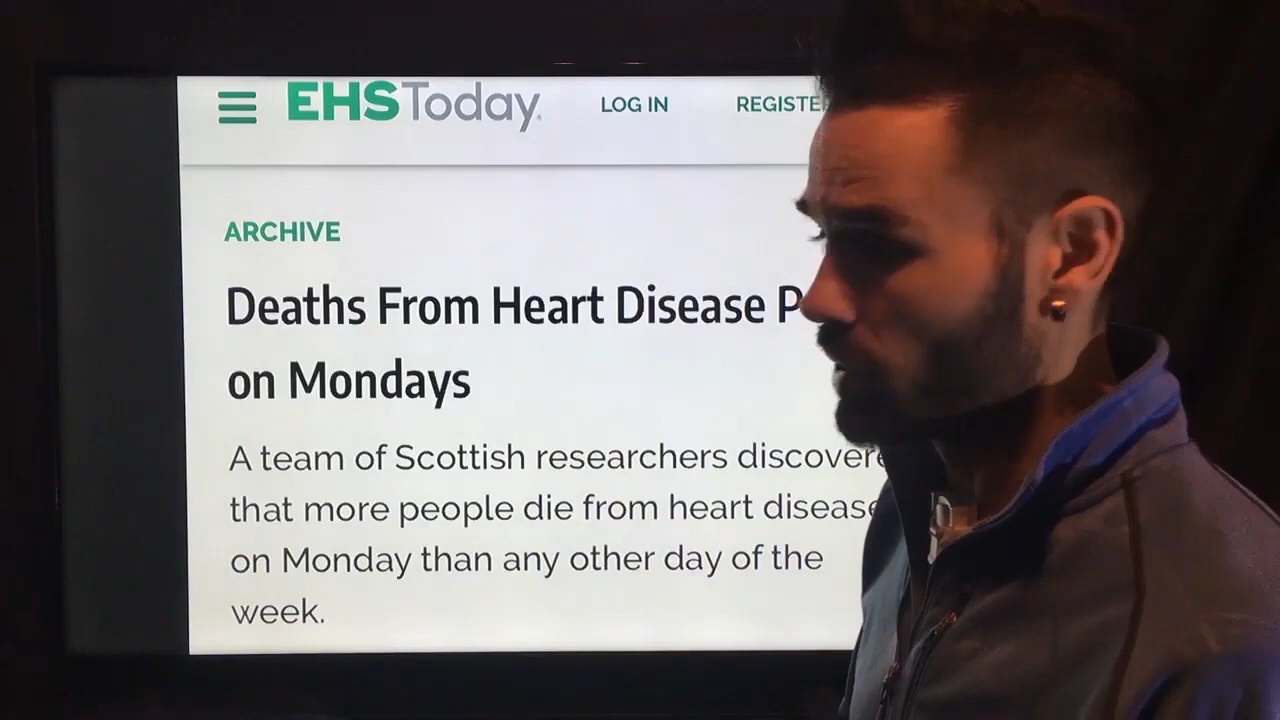 EHSToday.
LOG IN
ARCHIVE
Deaths From Heart Disease
on Mondays
A team of Scottish researchers
that more people die from heart disease
on Monday than any other day of the
week.